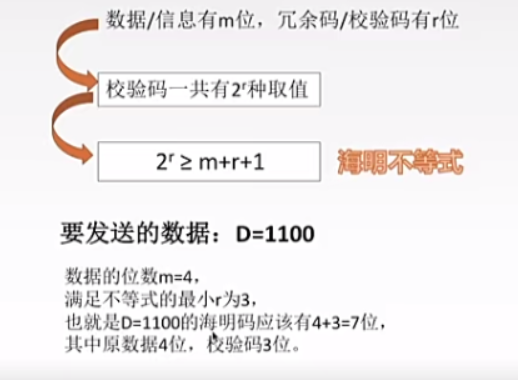 数据/信息有m位，冗余码/校验码有r位
校验码一共有2ʳ种取值
2ʳ ≥ m+r+1
海明不等式
要发送的数据：D=1100
数据的位数m=4，
满足不等式的最小r为3，
也就是D=1100的海明码应该有4+3=7位，
其中原数据4位，校验码3位。